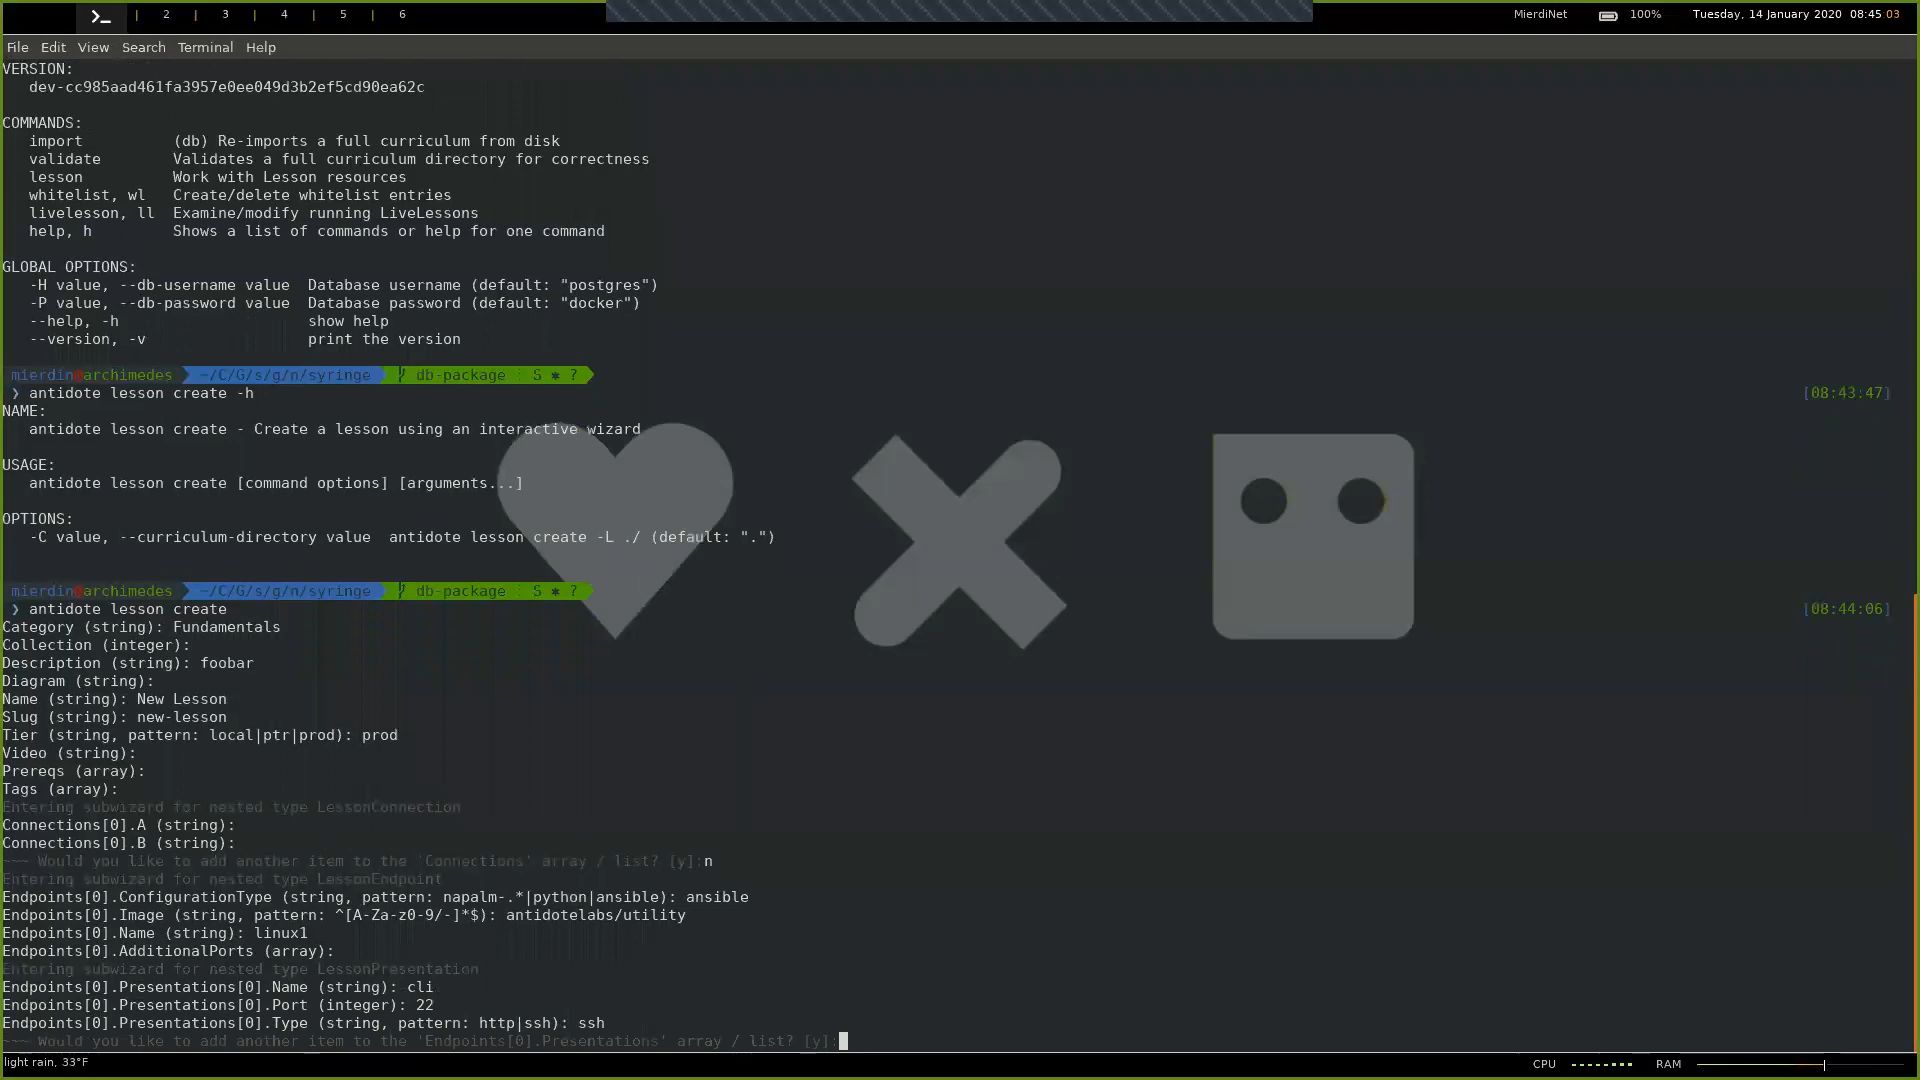 2 | 3 | 4 | 5 | 6
MierdiNet 100% Tuesday, 14 January 2020 08:45:03
File Edit View Search Terminal Help
VERSION:
dev-cc985aad461fa3957e0ee049d3b2ef5cd90ea62c
COMMANDS:
import (db) Re-imports a full curriculum from disk
validate Validates a full curriculum directory for correctness
lesson Work with Lesson resources
whitelist, wl Create/delete whitelist entries
livelesson, ll Examine/modify running LiveLessons
help, h Shows a list of commands or help for one command
GLOBAL OPTIONS:
-H value, --db-username value Database username (default: "postgres")
-P value, --db-password value Database password (default: "docker")
--help, -h show help
--version, -v print the version
mierdin@archimedes ~/C/G/s/g/n/syringe db-package S * ?
❯ antidote lesson create -h [08:43:47]
NAME:
antidote lesson create - Create a lesson using an interactive wizard
USAGE:
antidote lesson create [command options] [arguments...]
OPTIONS:
-C value, --curriculum-directory value antidote lesson create -L ./ (default: ".")
mierdin@archimedes ~/C/G/s/g/n/syringe db-package S * ?
❯ antidote lesson create [08:44:06]
Category (string): Fundamentals
Collection (integer):
Description (string): foobar
Diagram (string):
Name (string): New Lesson
Slug (string): new-lesson
Tier (string, pattern: local|ptr|prod): prod
Video (string):
Prereqs (array):
Tags (array):
Entering subwizard for nested type LessonConnection
Connections[0].A (string):
Connections[0].B (string):
~~~ Would you like to add another item to the 'Connections' array / list? [y]:n
Entering subwizard for nested type LessonEndpoint
Endpoints[0].ConfigurationType (string, pattern: napalm-.*|python|ansible): ansible
Endpoints[0].Image (string, pattern: ^[A-Za-z0-9/-]*$): antidotelabs/utility
Endpoints[0].Name (string): linux1
Endpoints[0].AdditionalPorts (array):
Entering subwizard for nested type LessonPresentation
Endpoints[0].Presentations[0].Name (string): cli
Endpoints[0].Presentations[0].Port (integer): 22
Endpoints[0].Presentations[0].Type (string, pattern: http|ssh): ssh
~~~ Would you like to add another item to the 'Endpoints[0].Presentations' array / list? [y]:
light rain, 33°F CPU RAM